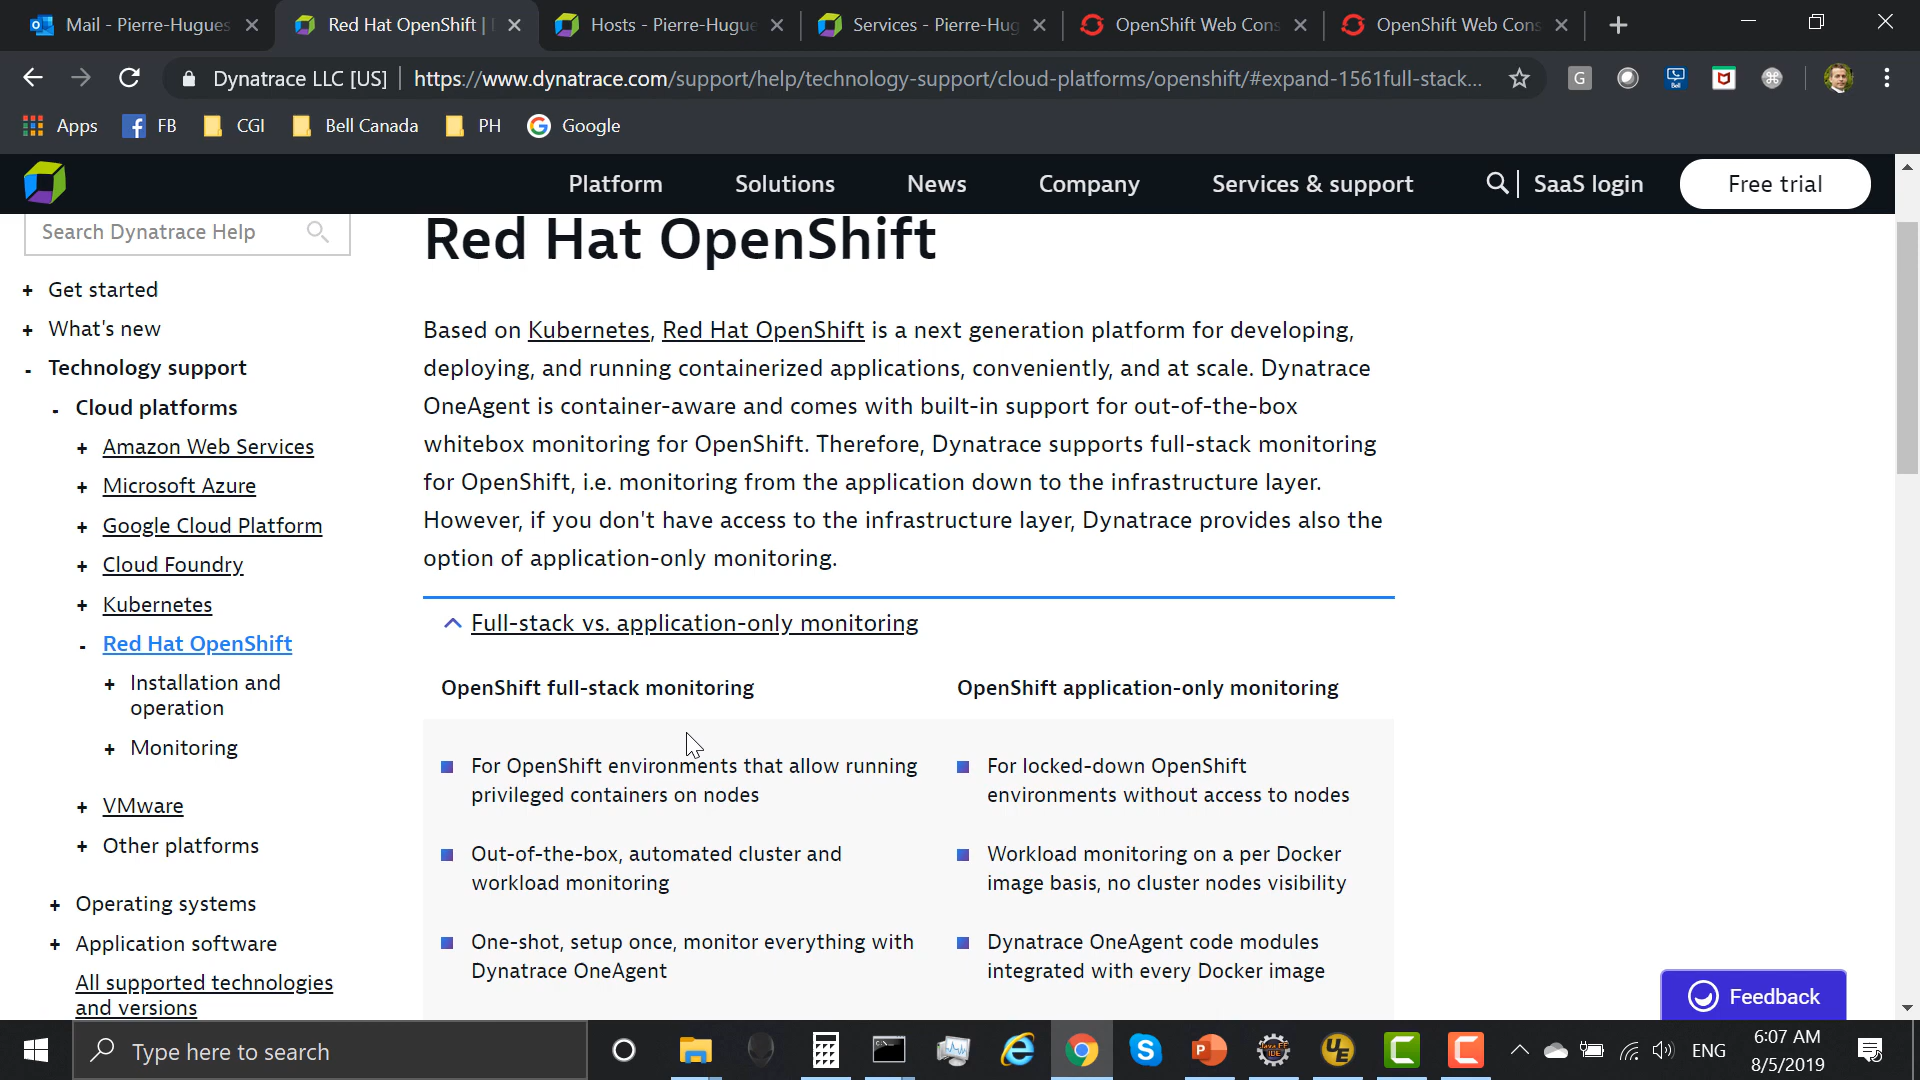 Mail - Pierre-Hugues
Red Hat OpenShift |
Hosts - Pierre-Hugue
Services - Pierre-Hug
OpenShift Web Cons
OpenShift Web Cons
Dynatrace LLC [US] | https://www.dynatrace.com/support/help/technology-support/cloud-platforms/openshift/#expand-1561full-stack...
G
Bell
Apps FB CGI Bell Canada PH Google
Platform Solutions News Company Services & support SaaS login Free trial
Search Dynatrace Help
+ Get started
+ What's new
- Technology support
- Cloud platforms
+ Amazon Web Services
+ Microsoft Azure
+ Google Cloud Platform
+ Cloud Foundry
+ Kubernetes
- Red Hat OpenShift
+ Installation and
operation
+ Monitoring
+ VMware
+ Other platforms
+ Operating systems
+ Application software
All supported technologies
and versions
Red Hat OpenShift
Based on Kubernetes, Red Hat OpenShift is a next generation platform for developing,
deploying, and running containerized applications, conveniently, and at scale. Dynatrace
OneAgent is container-aware and comes with built-in support for out-of-the-box
whitebox monitoring for OpenShift. Therefore, Dynatrace supports full-stack monitoring
for OpenShift, i.e. monitoring from the application down to the infrastructure layer.
However, if you don't have access to the infrastructure layer, Dynatrace provides also the
option of application-only monitoring.
Full-stack vs. application-only monitoring
OpenShift full-stack monitoring
For OpenShift environments that allow running
privileged containers on nodes
Out-of-the-box, automated cluster and
workload monitoring
One-shot, setup once, monitor everything with
Dynatrace OneAgent
OpenShift application-only monitoring
For locked-down OpenShift
environments without access to nodes
Workload monitoring on a per Docker
image basis, no cluster nodes visibility
Dynatrace OneAgent code modules
integrated with every Docker image
Feedback
Type here to search
ENG
6:07 AM
8/5/2019